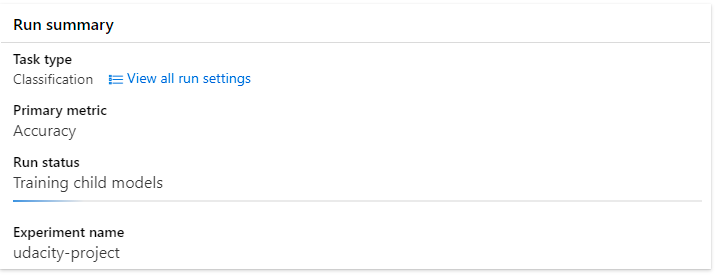 Run summary
Task type
Classification View all run settings
Primary metric
Accuracy
Run status
Training child models
Experiment name
udacity-project